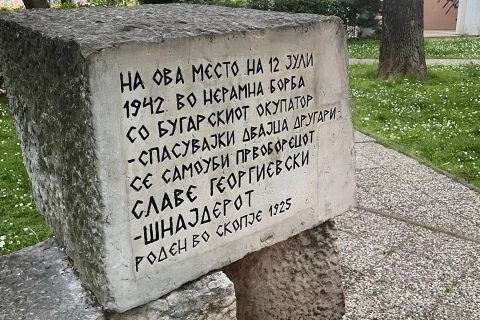 НА ОВА МЕСТО НА 12 ЈУЛИ
1942 ВО НЕРАМНА БОРБА
СО БУГАРСКИОТ ОКУПАТОР
-СПАСУВАЈКИ ДВАЈЦА ДРУГАРИ-
СЕ САМОУБИ ПРВОБОРЕЦОТ
СЛАВЕ ГЕОРГИЕВСКИ
-ШНАЈДЕРОТ
РОДЕН ВО СКОПЈЕ 1925